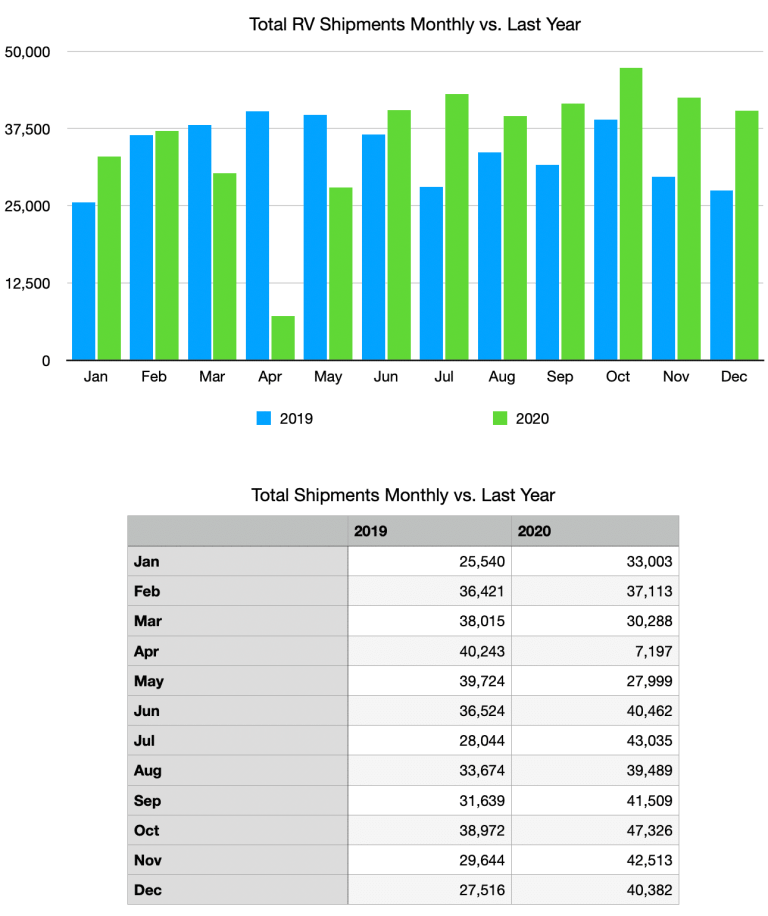 Total RV Shipments Monthly vs. Last Year
50,000
37,500
25,000
12,500
0
Jan Feb Mar Apr May Jun Jul Aug Sep Oct Nov Dec
2019 2020
Total Shipments Monthly vs. Last Year
2019 2020
Jan 25,540 33,003
Feb 36,421 37,113
Mar 38,015 30,288
Apr 40,243 7,197
May 39,724 27,999
Jun 36,524 40,462
Jul 28,044 43,035
Aug 33,674 39,489
Sep 31,639 41,509
Oct 38,972 47,326
Nov 29,644 42,513
Dec 27,516 40,382